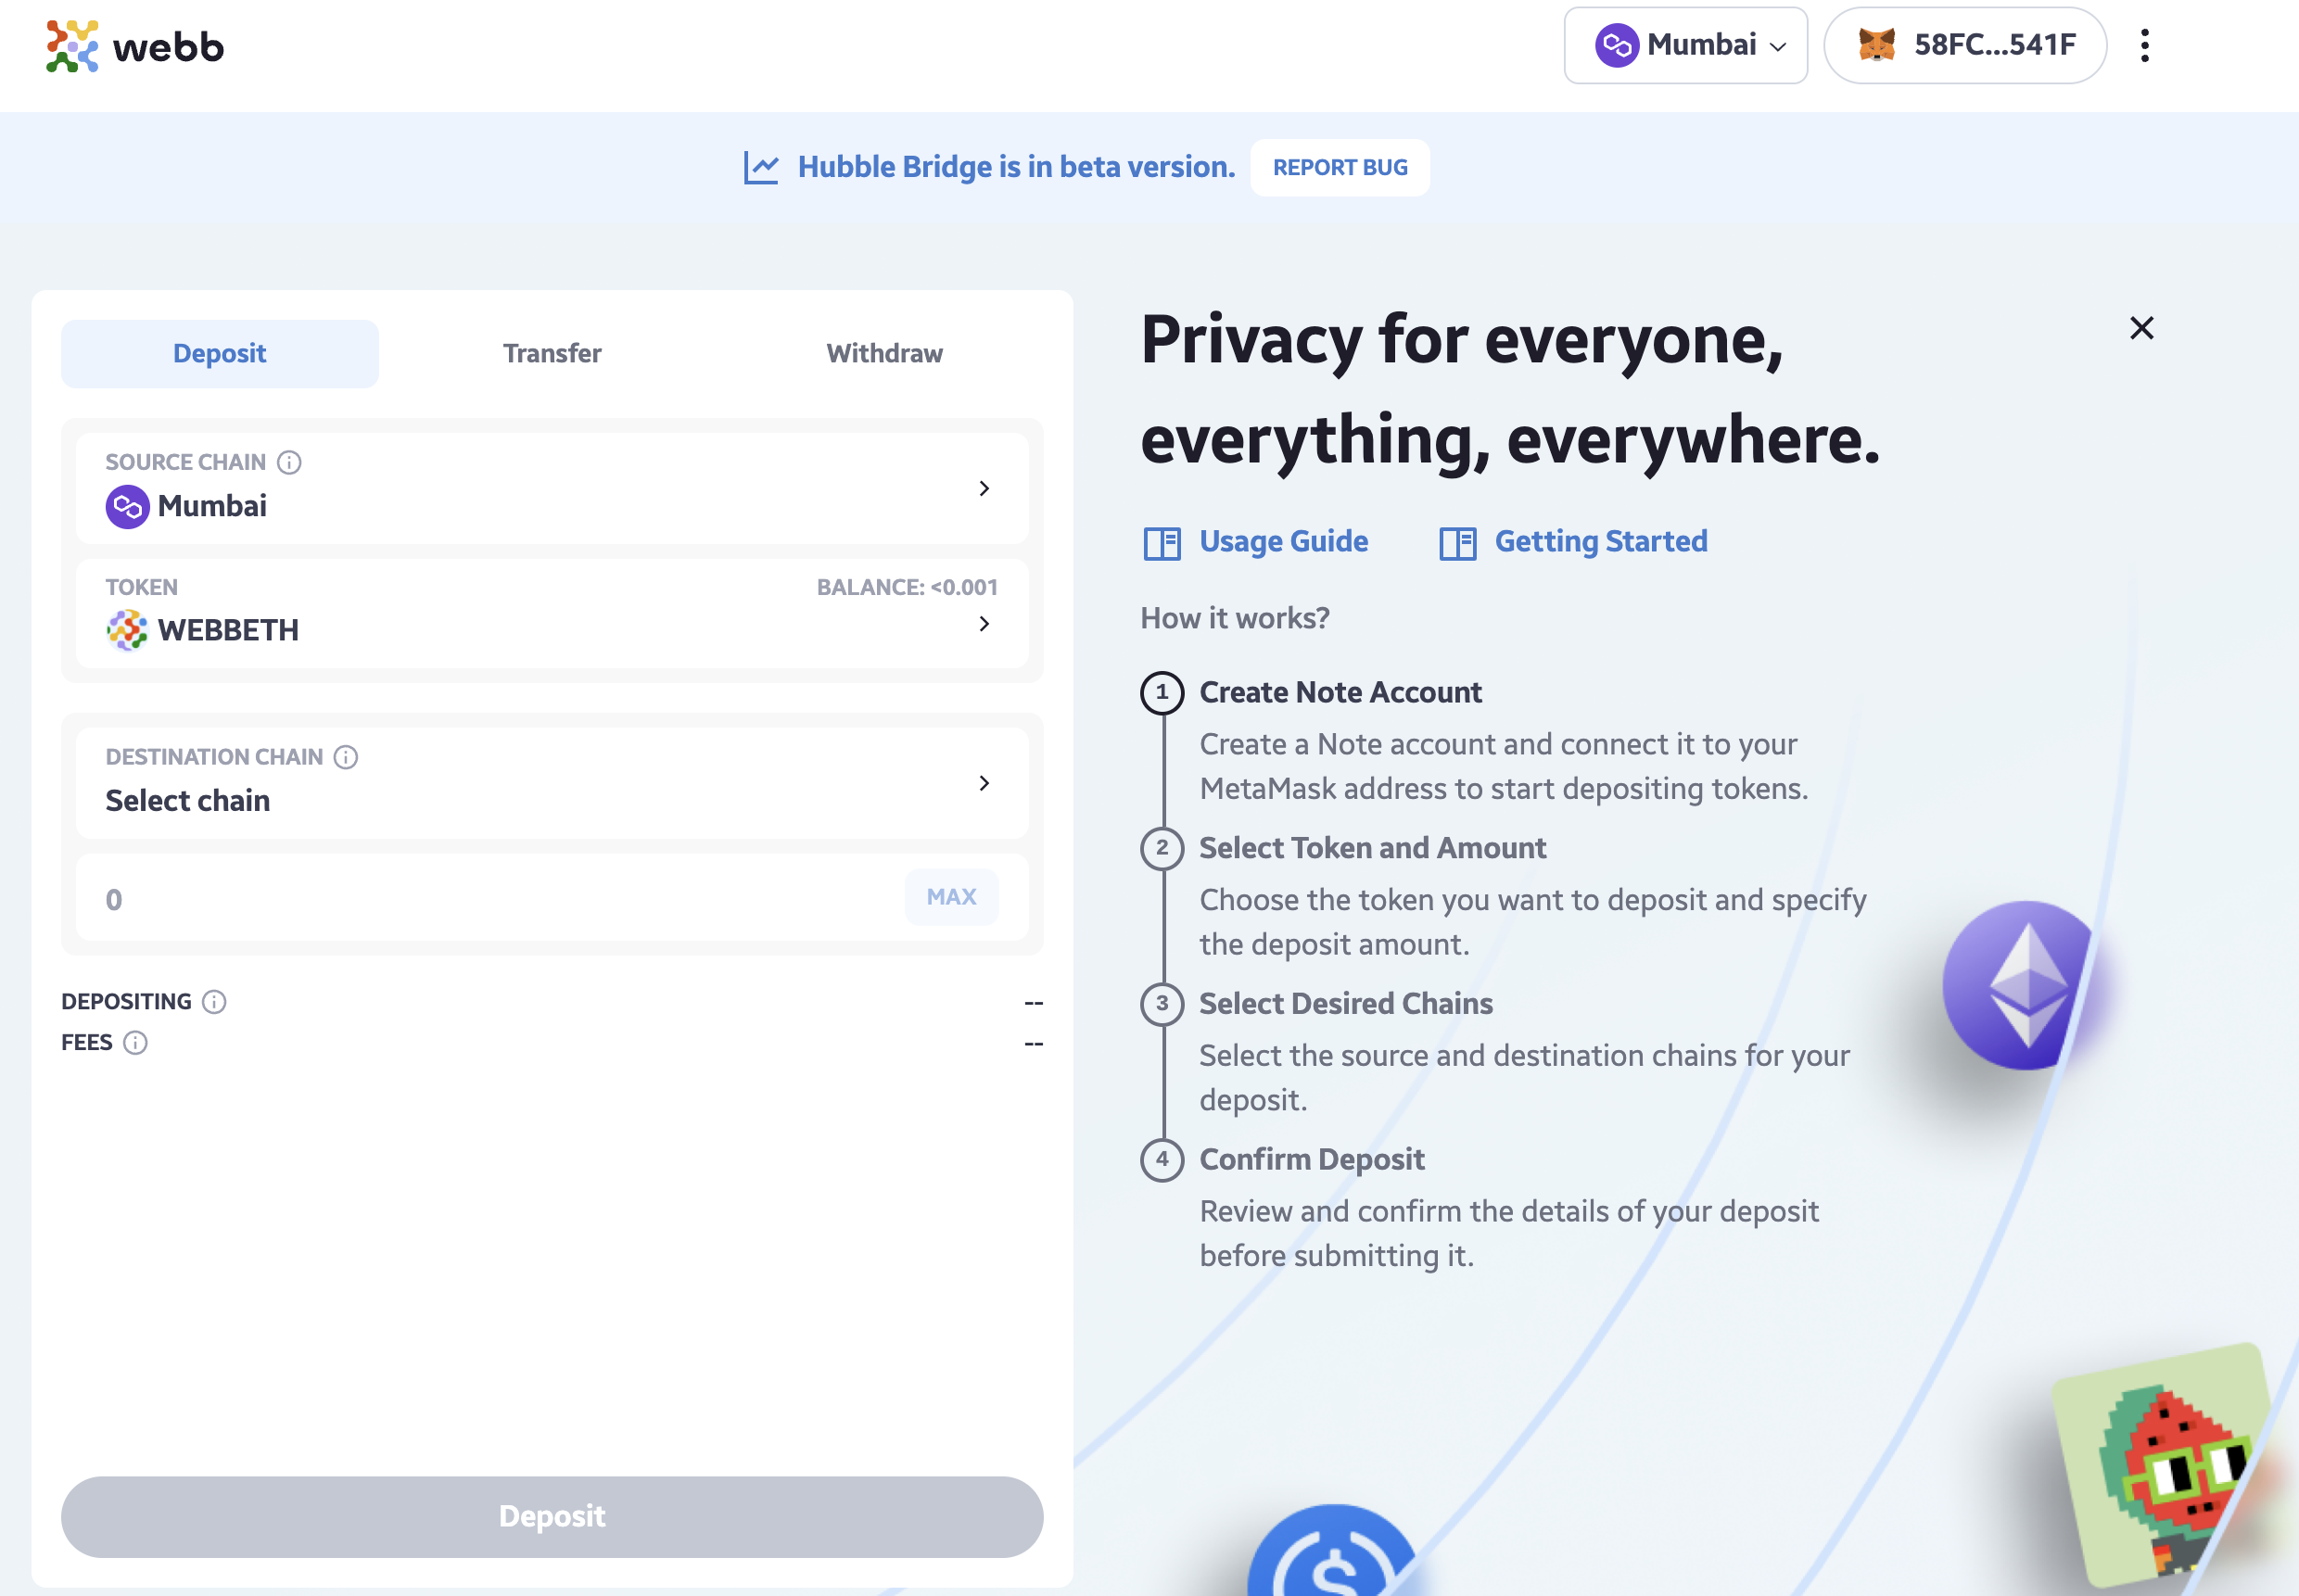 webb
Mumbai
58FC...541F
Hubble Bridge is in beta version.
REPORT BUG
Deposit
Transfer
Withdraw
SOURCE CHAIN
Mumbai
TOKEN
BALANCE: <0.001
WEBBETH
DESTINATION CHAIN
Select chain
0
MAX
DEPOSITING
--
FEES
--
Deposit
Privacy for everyone,
everything, everywhere.
Usage Guide
Getting Started
How it works?
1 Create Note Account
Create a Note account and connect it to your
MetaMask address to start depositing tokens.
2 Select Token and Amount
Choose the token you want to deposit and specify
the deposit amount.
3 Select Desired Chains
Select the source and destination chains for your
deposit.
4 Confirm Deposit
Review and confirm the details of your deposit
before submitting it.